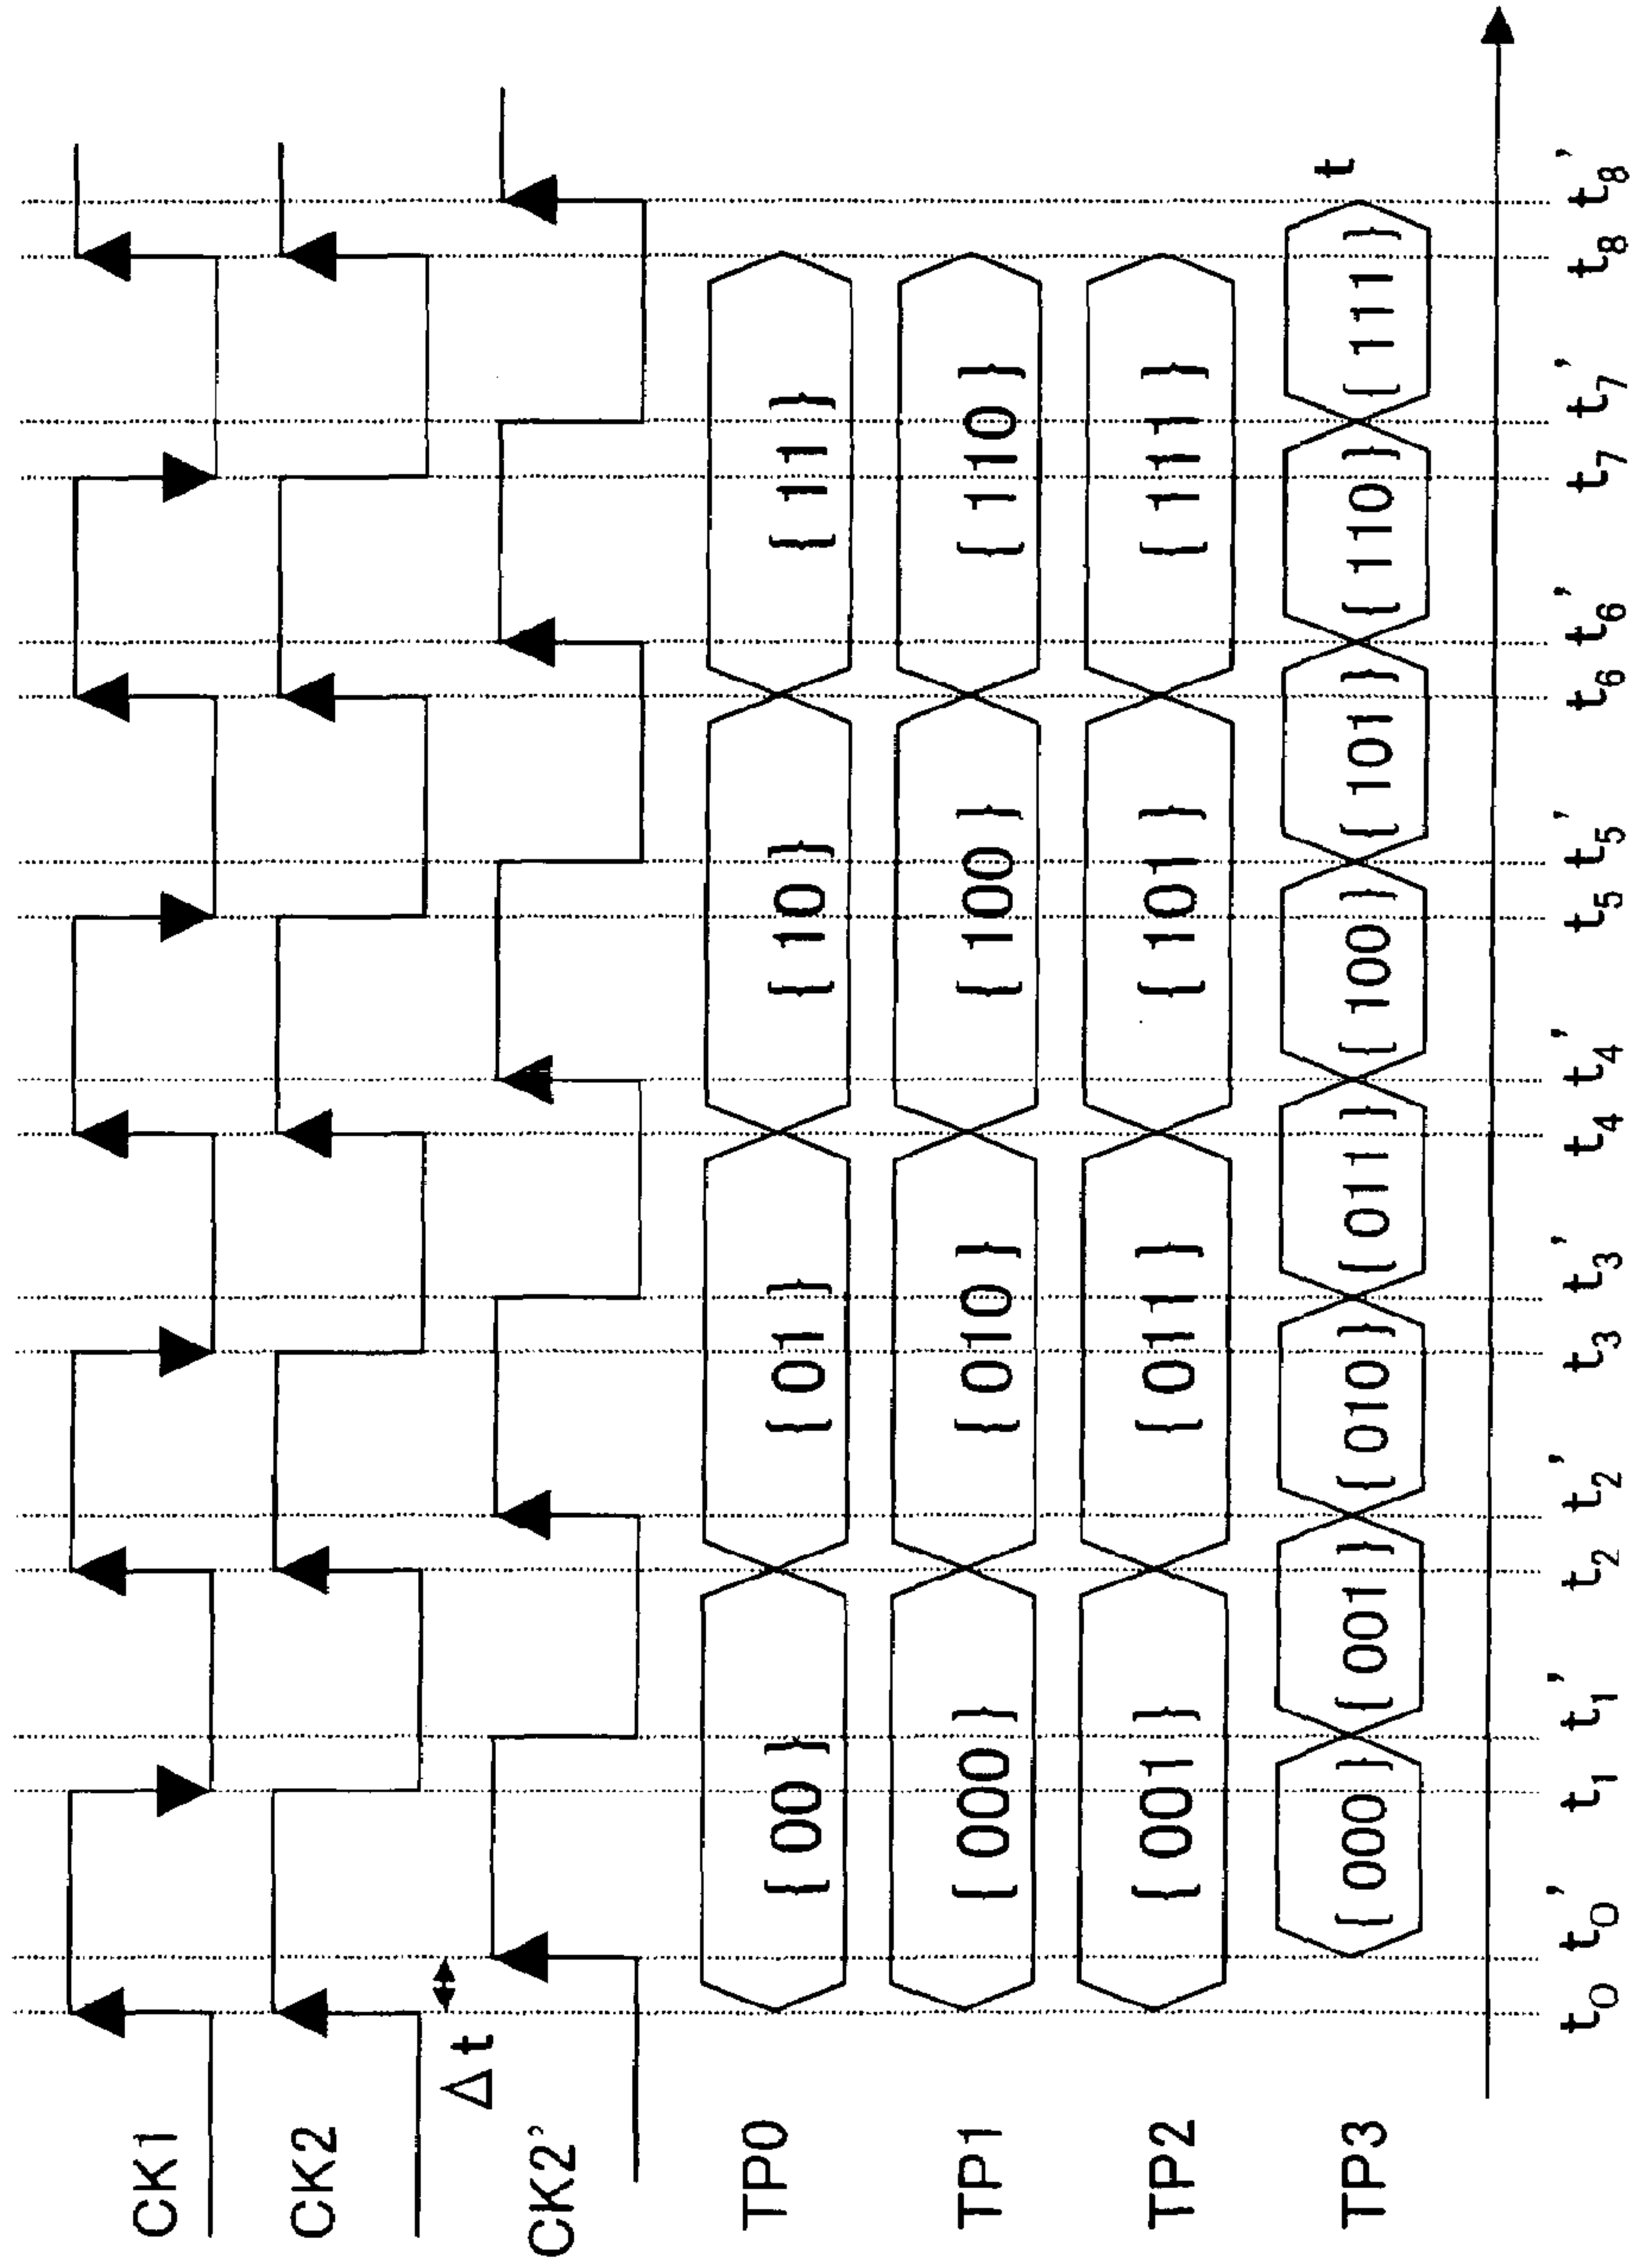 CK1
CK2
Δt
CK2’
TP0 { 00 } { 01 } { 10 } { 11 }
TP1 { 000 } { 010 } { 100 } { 110 }
TP2 { 001 } { 011 } { 101 } { 111 }
TP3 { 000 } { 001 } { 010 } { 011 } { 100 } { 101 } { 110 } { 111 }
t
t0 t0’ t1 t1’ t2 t2’ t3 t3’ t4 t4’ t5 t5’ t6 t6’ t7 t7’ t8 t8’